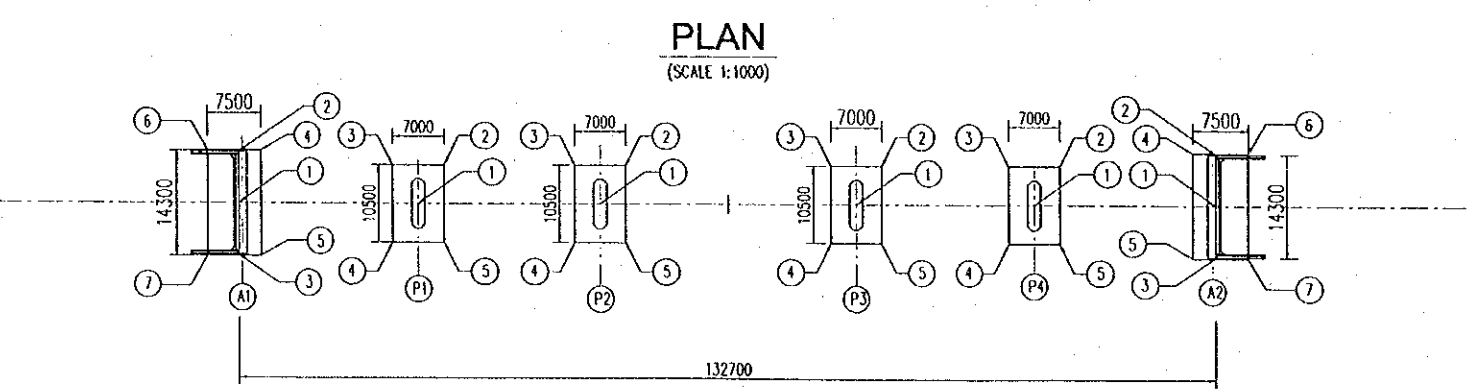 PLAN
(SCALE 1:1000)
7500 2 7000 7000 7000 7000 2 7500
6 4 3 2 3 2 3 2 3 2 4 6
14300 1 10500 1 10500 1 10500 1 10500 1 1 14300
7 3 5 4 5 4 5 4 5 4 5 5 3 7
A1 P1 P2 P3 P4 A2
132700